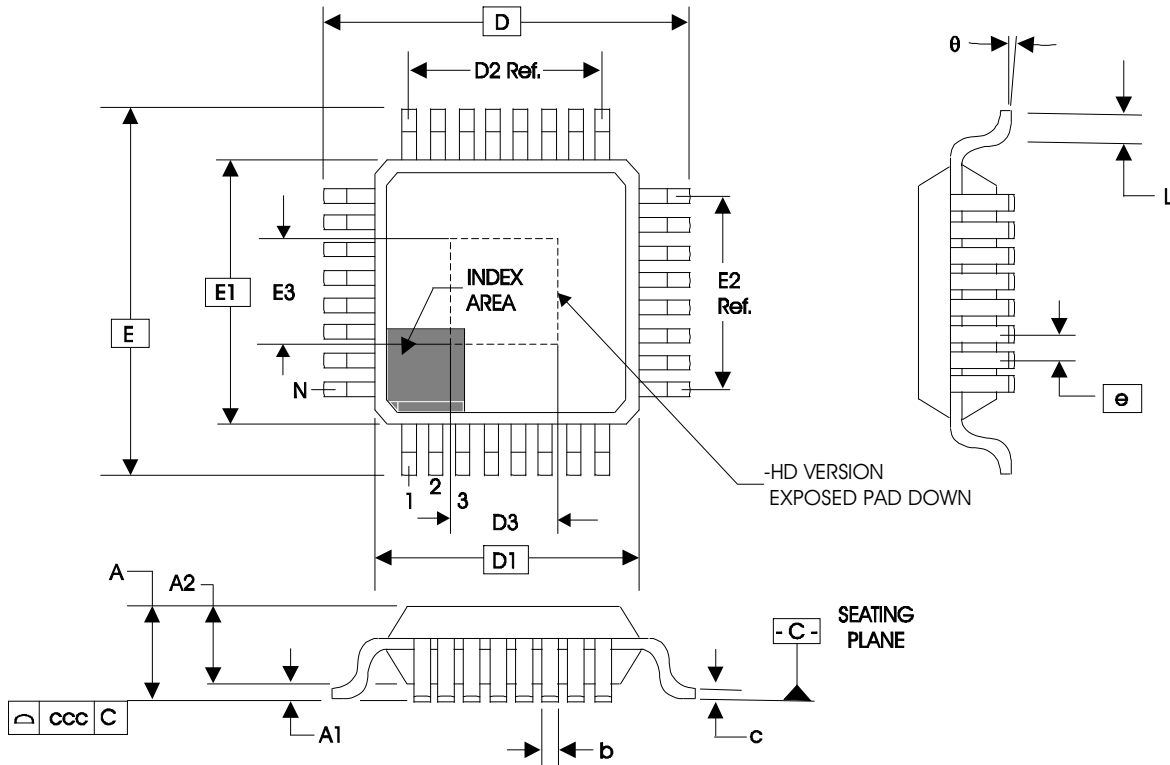 D
D2 Ref.
θ
L
E1
E3
INDEX
AREA
E2
Ref.
E
N
e
1
2
3
-HD VERSION
EXPOSED PAD DOWN
D3
D1
A
A2
- C -
SEATING
PLANE
ccc C
A1
b
c